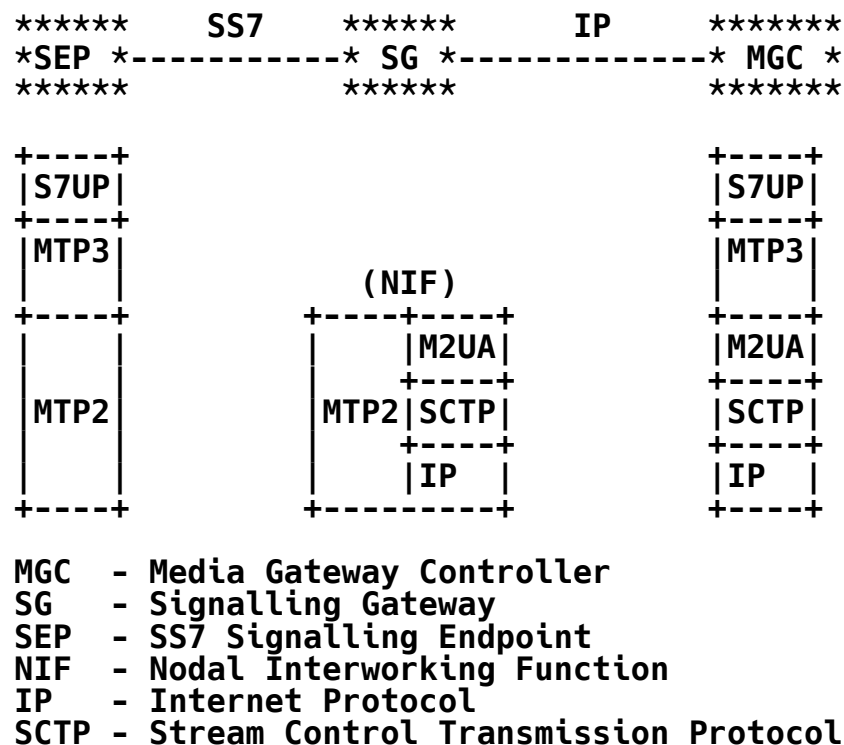 ******     SS7    ******      IP     *******
*SEP *-----------* SG *-------------* MGC *
******           ******             *******

+----+                              +----+
|S7UP|                              |S7UP|
+----+                              +----+
|MTP3|                              |MTP3|
|    |            (NIF)             |    |
+----+         +----+----+          +----+
|    |         |    |M2UA|          |M2UA|
|    |         |    +----+          +----+
|MTP2|         |MTP2|SCTP|          |SCTP|
|    |         |    +----+          +----+
|    |         |    |IP  |          |IP  |
+----+         +---------+          +----+

MGC  - Media Gateway Controller
SG   - Signalling Gateway
SEP  - SS7 Signalling Endpoint
NIF  - Nodal Interworking Function
IP   - Internet Protocol
SCTP - Stream Control Transmission Protocol